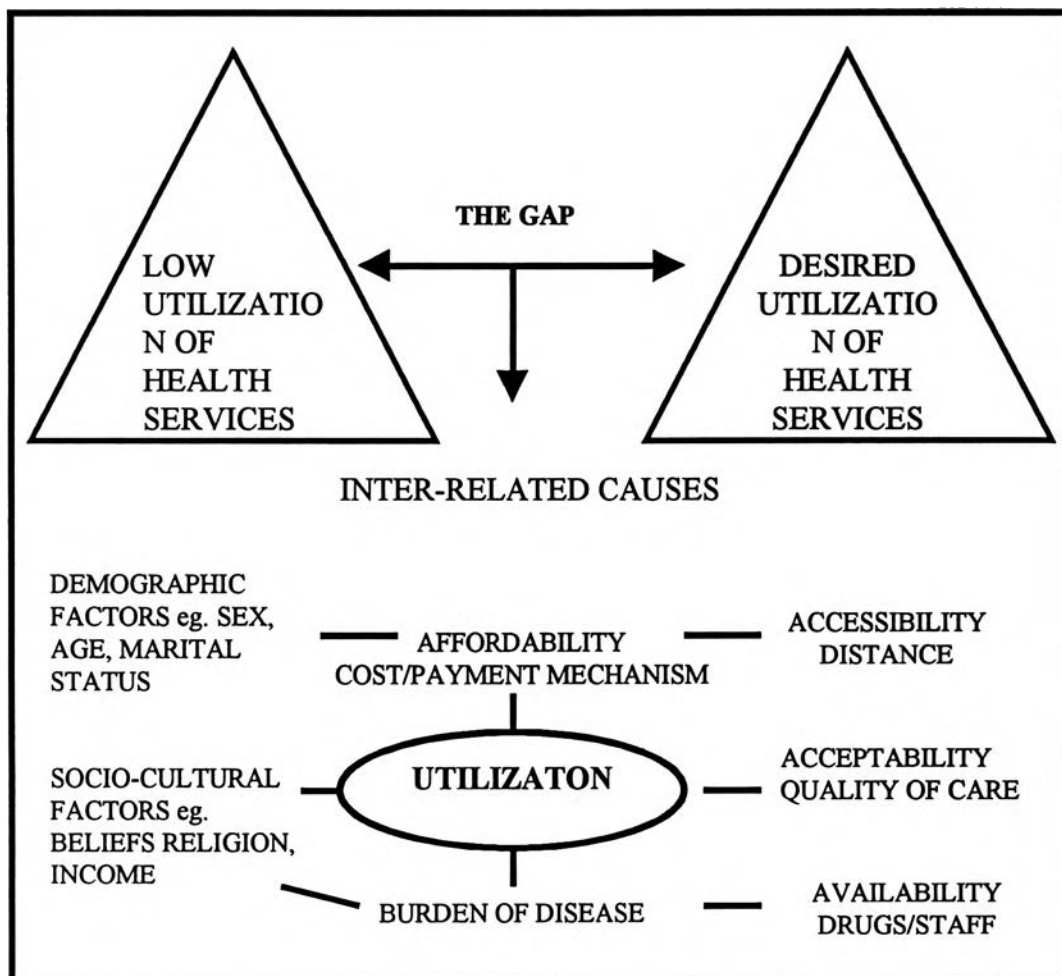 THE GAP
LOW
UTILIZATIO
N OF
HEALTH
SERVICES
DESIRED
UTILIZATIO
N OF
HEALTH
SERVICES
INTER-RELATED CAUSES
DEMOGRAPHIC
FACTORS eg. SEX,
AGE, MARITAL
STATUS
AFFORDABILITY
COST/PAYMENT MECHANISM
ACCESSIBILITY
DISTANCE
SOCIO-CULTURAL
FACTORS eg.
BELIEFS RELIGION,
INCOME
UTILIZATON
ACCEPTABILITY
QUALITY OF CARE
BURDEN OF DISEASE
AVAILABILITY
DRUGS/STAFF